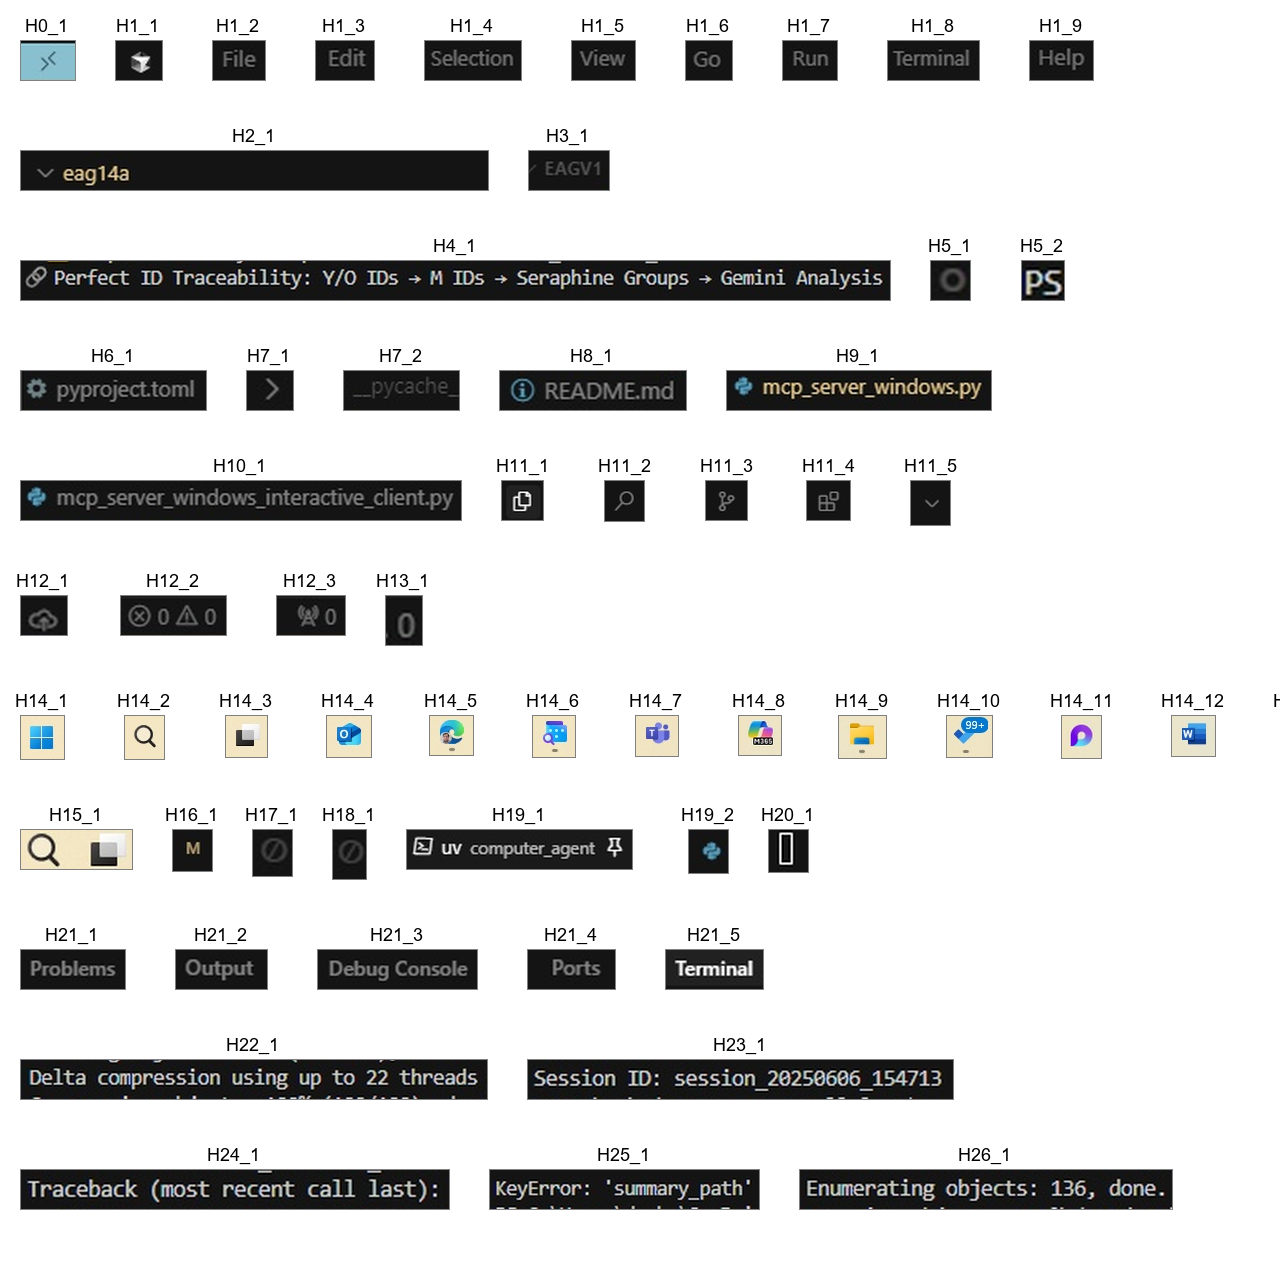 H0_1 H1_1 H1_2 H1_3 H1_4 H1_5 H1_6 H1_7 H1_8 H1_9
File Edit Selection View Go Run Terminal Help
H2_1 H3_1
eag14a EAGV1
H4_1 H5_1 H5_2
Perfect ID Traceability: Y/O IDs → M IDs → Seraphine Groups → Gemini Analysis PS
H6_1 H7_1 H7_2 H8_1 H9_1
pyproject.toml __pycache_ README.md mcp_server_windows.py
H10_1 H11_1 H11_2 H11_3 H11_4 H11_5
mcp_server_windows_interactive_client.py
H12_1 H12_2 H12_3 H13_1
0 0 0 0
H14_1 H14_2 H14_3 H14_4 H14_5 H14_6 H14_7 H14_8 H14_9 H14_10 H14_11 H14_12
O T M365 99+ W
H15_1 H16_1 H17_1 H18_1 H19_1 H19_2 H20_1
M uv computer_agent
H21_1 H21_2 H21_3 H21_4 H21_5
Problems Output Debug Console Ports Terminal
H22_1 H23_1
Delta compression using up to 22 threads Session ID: session_20250606_154713
H24_1 H25_1 H26_1
Traceback (most recent call last): KeyError: 'summary_path' Enumerating objects: 136, done.